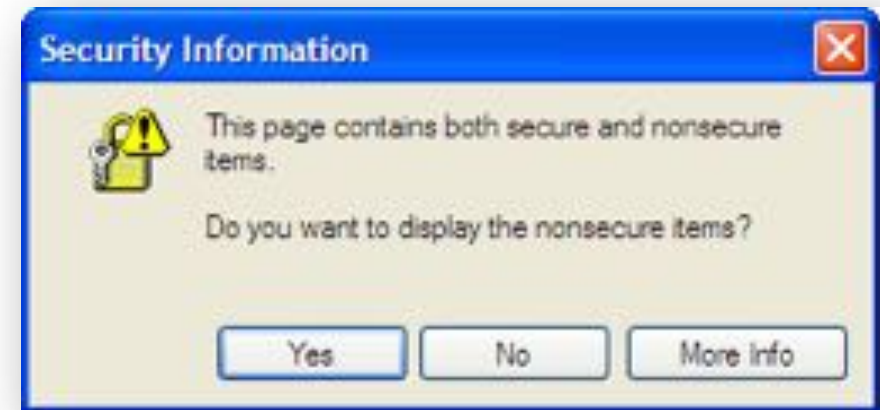 Security Information
This page contains both secure and nonsecure
items.
Do you want to display the nonsecure items?
Yes
No
More Info